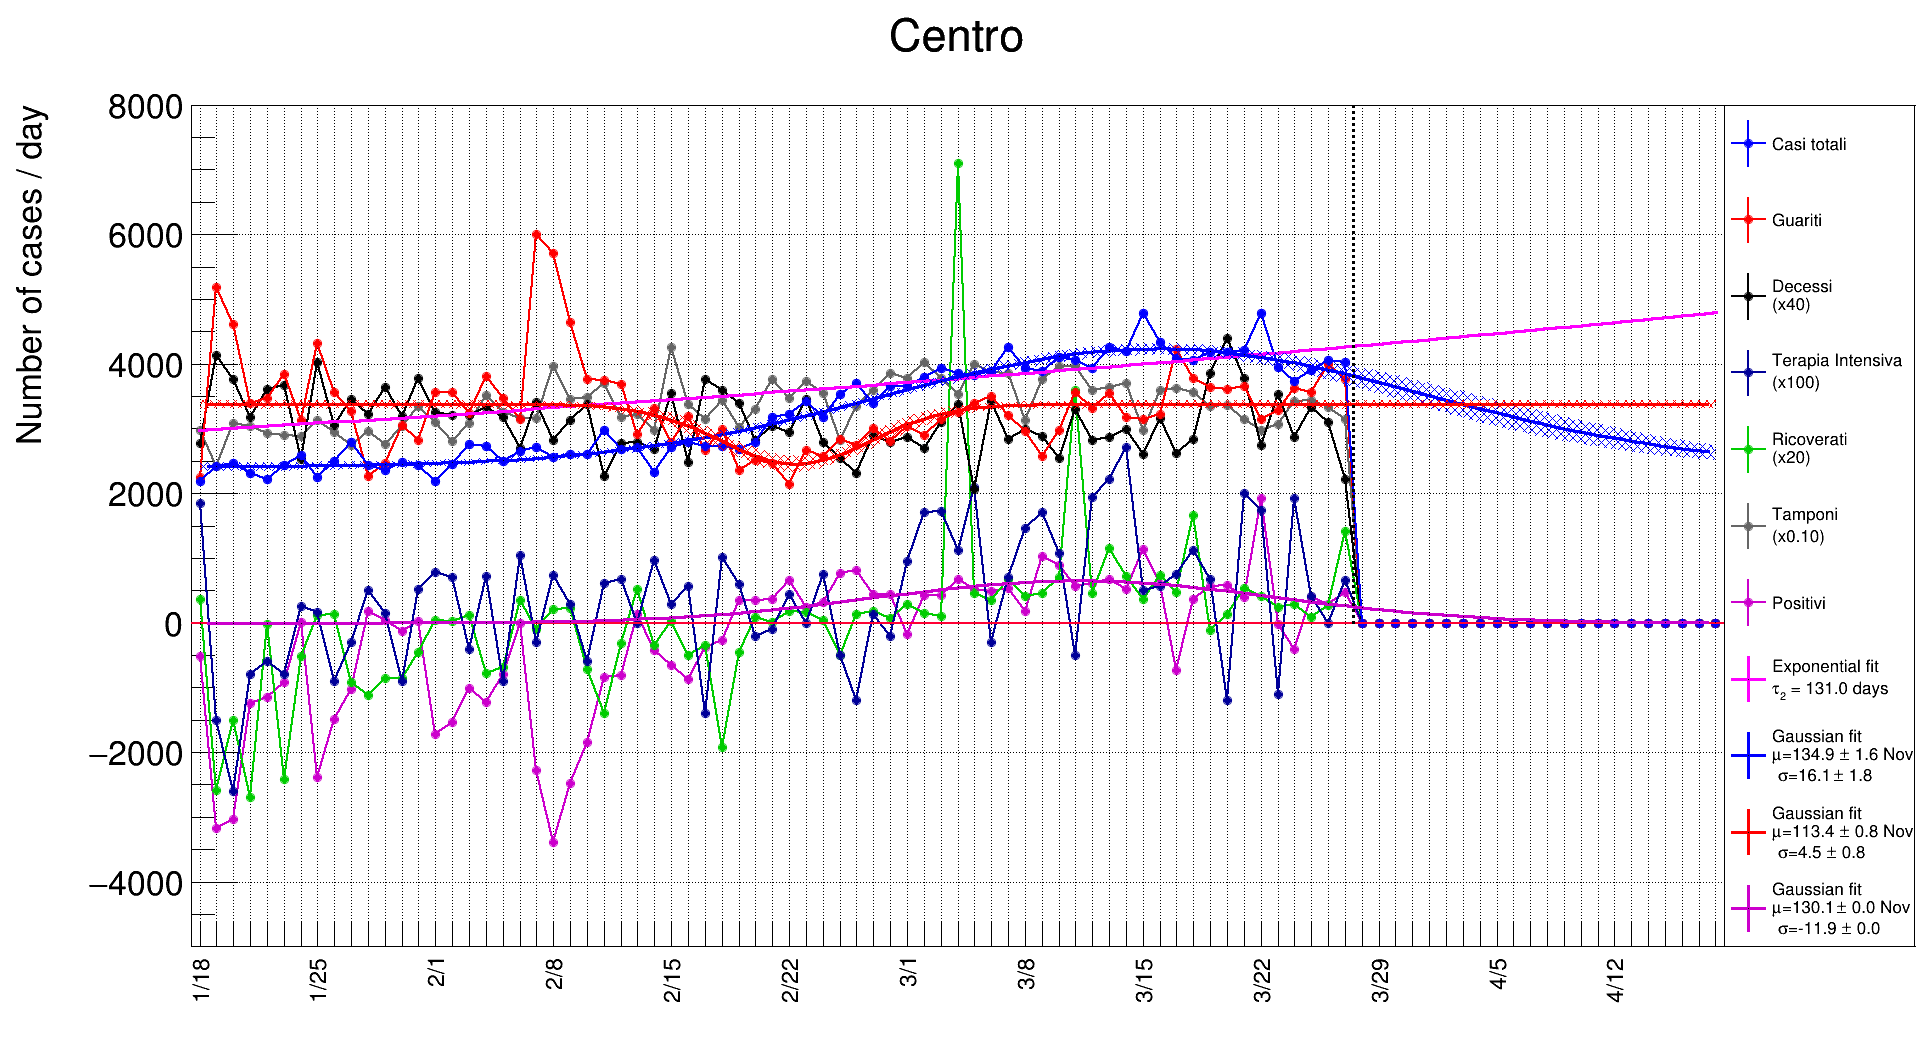 Centro
Number of cases / day
8000
6000
4000
2000
0
−2000
−4000
1/18
1/25
2/1
2/8
2/15
2/22
3/1
3/8
3/15
3/22
3/29
4/5
4/12
Casi totali
Guariti
Decessi
(x40)
Terapia Intensiva
(x100)
Ricoverati
(x20)
Tamponi
(x0.10)
Positivi
Exponential fit
τ₂ = 131.0 days
Gaussian fit
μ=134.9 ± 1.6 Nov
σ=16.1 ± 1.8
Gaussian fit
μ=113.4 ± 0.8 Nov
σ=4.5 ± 0.8
Gaussian fit
μ=130.1 ± 0.0 Nov
σ=-11.9 ± 0.0